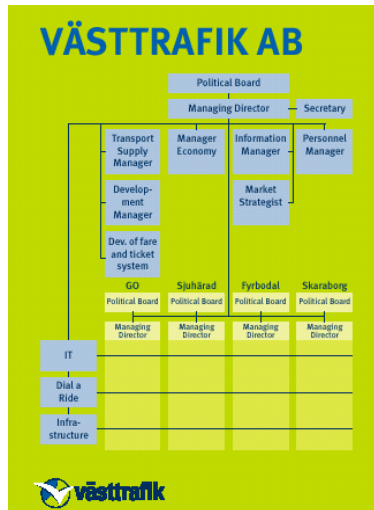 VÄSTTRAFIK AB
Political Board
Managing Director
Secretary
Transport
Supply
Manager
Manager
Economy
Information
Manager
Personnel
Manager
Develop-
ment
Manager
Market
Strategist
Dev. of fare
and ticket
system
GO
Sjuhärad
Fyrbodal
Skaraborg
Political Board
Political Board
Political Board
Political Board
Managing
Director
Managing
Director
Managing
Director
Managing
Director
IT
Dial a
Ride
Infra-
structure
västtrafik